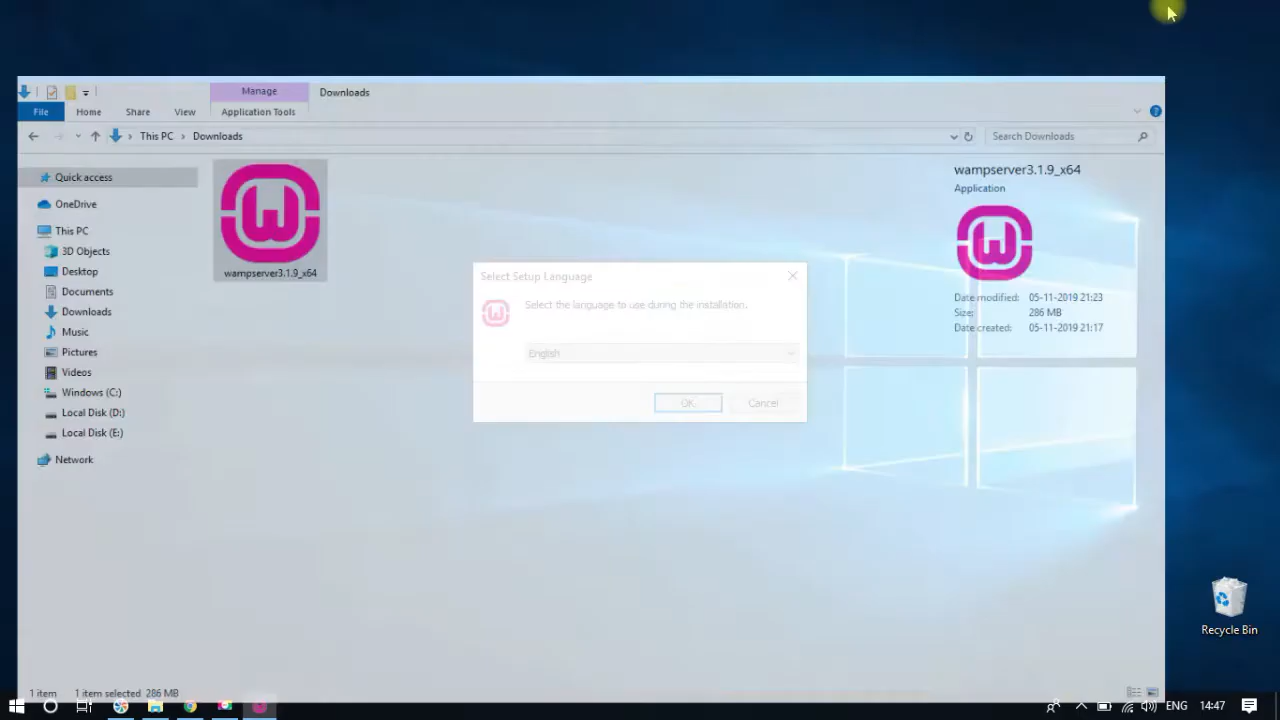 Manage
Downloads
File
Home
Share
View
Application Tools
This PC
Downloads
Search Downloads
Quick access
OneDrive
This PC
3D Objects
Desktop
Documents
Downloads
Music
Pictures
Videos
Windows (C:)
Local Disk (D:)
Local Disk (E:)
Network
wampserver3.1.9_x64
Select Setup Language
Select the language to use during the installation.
English
OK
Cancel
wampserver3.1.9_x64
Application
Date modified: 05-11-2019 21:23
Size: 286 MB
Date created: 05-11-2019 21:17
Recycle Bin
1 item
1 item selected 286 MB
ENG
14:47